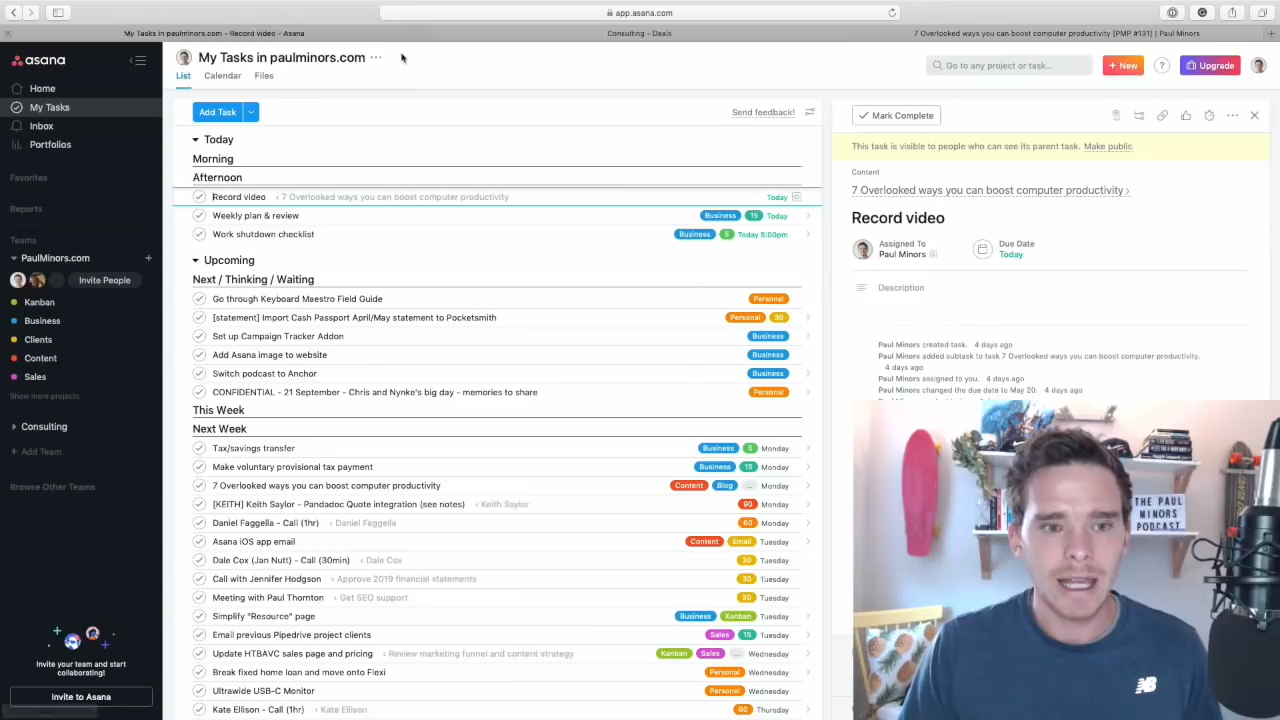 app.asana.com
My Tasks in paulminors.com - Record video - Asana
Consulting - Deals
7 Overlooked ways you can boost computer productivity [PMP #131] | Paul Minors
asana
Home
My Tasks
Inbox
Portfolios
Favorites
Reports
Teams
PaulMinors.com
Invite People
Kanban
Business
Clients
Content
Sales
Show more projects
Consulting
+ Add Team
Browse Other Teams
Invite your team and start
collaborating!
Invite to Asana
My Tasks in paulminors.com ···
List Calendar Files
Go to any project or task...
+ New
?
Upgrade
Add Task
Send feedback!
Today
Morning
Afternoon
Record video ‹ 7 Overlooked ways you can boost computer productivity Today
Weekly plan & review Business 15 Today
Work shutdown checklist Business 5 Today 5:00pm
Upcoming
Next / Thinking / Waiting
Go through Keyboard Maestro Field Guide Personal
[statement] Import Cash Passport April/May statement to Pocketsmith Personal 30
Set up Campaign Tracker Addon Business
Add Asana image to website Business
Switch podcast to Anchor Business
CONFIDENTIAL - 21 September - Chris and Nynke's big day - memories to share Personal
This Week
Next Week
Tax/savings transfer Business 5 Monday
Make voluntary provisional tax payment Business 15 Monday
7 Overlooked ways you can boost computer productivity Content Blog ... Monday
[KEITH] Keith Saylor - Pandadoc Quote integration (see notes) ‹ Keith Saylor 90 Monday
Daniel Faggella - Call (1hr) ‹ Daniel Faggella 60 Monday
Asana iOS app email Content Email Tuesday
Dale Cox (Jan Nutt) - Call (30min) ‹ Dale Cox 30 Tuesday
Call with Jennifer Hodgson ‹ Approve 2019 financial statements 30 Tuesday
Meeting with Paul Thornton ‹ Get SEO support 30 Tuesday
Simplify "Resource" page Business Kanban Tuesday
Email previous Pipedrive project clients Sales 15 Tuesday
Update HTBAVC sales page and pricing ‹ Review marketing funnel and content strategy Kanban Sales ... Wednesday
Break fixed home loan and move onto Flexi Personal Wednesday
Ultrawide USB-C Monitor Personal Wednesday
Kate Ellison - Call (1hr) ‹ Kate Ellison 60 Thursday
Mark Complete
This task is visible to people who can see its parent task. Make public
Content
7 Overlooked ways you can boost computer productivity ›
Record video
Assigned To
Paul Minors
Due Date
Today
Description
Paul Minors created task. 4 days ago
Paul Minors added subtask to task 7 Overlooked ways you can boost computer productivity.
4 days ago
Paul Minors assigned to you. 4 days ago
Paul Minors changed the due date to May 20. 4 days ago
THE PAUL
MINORS
PODCAST
NB